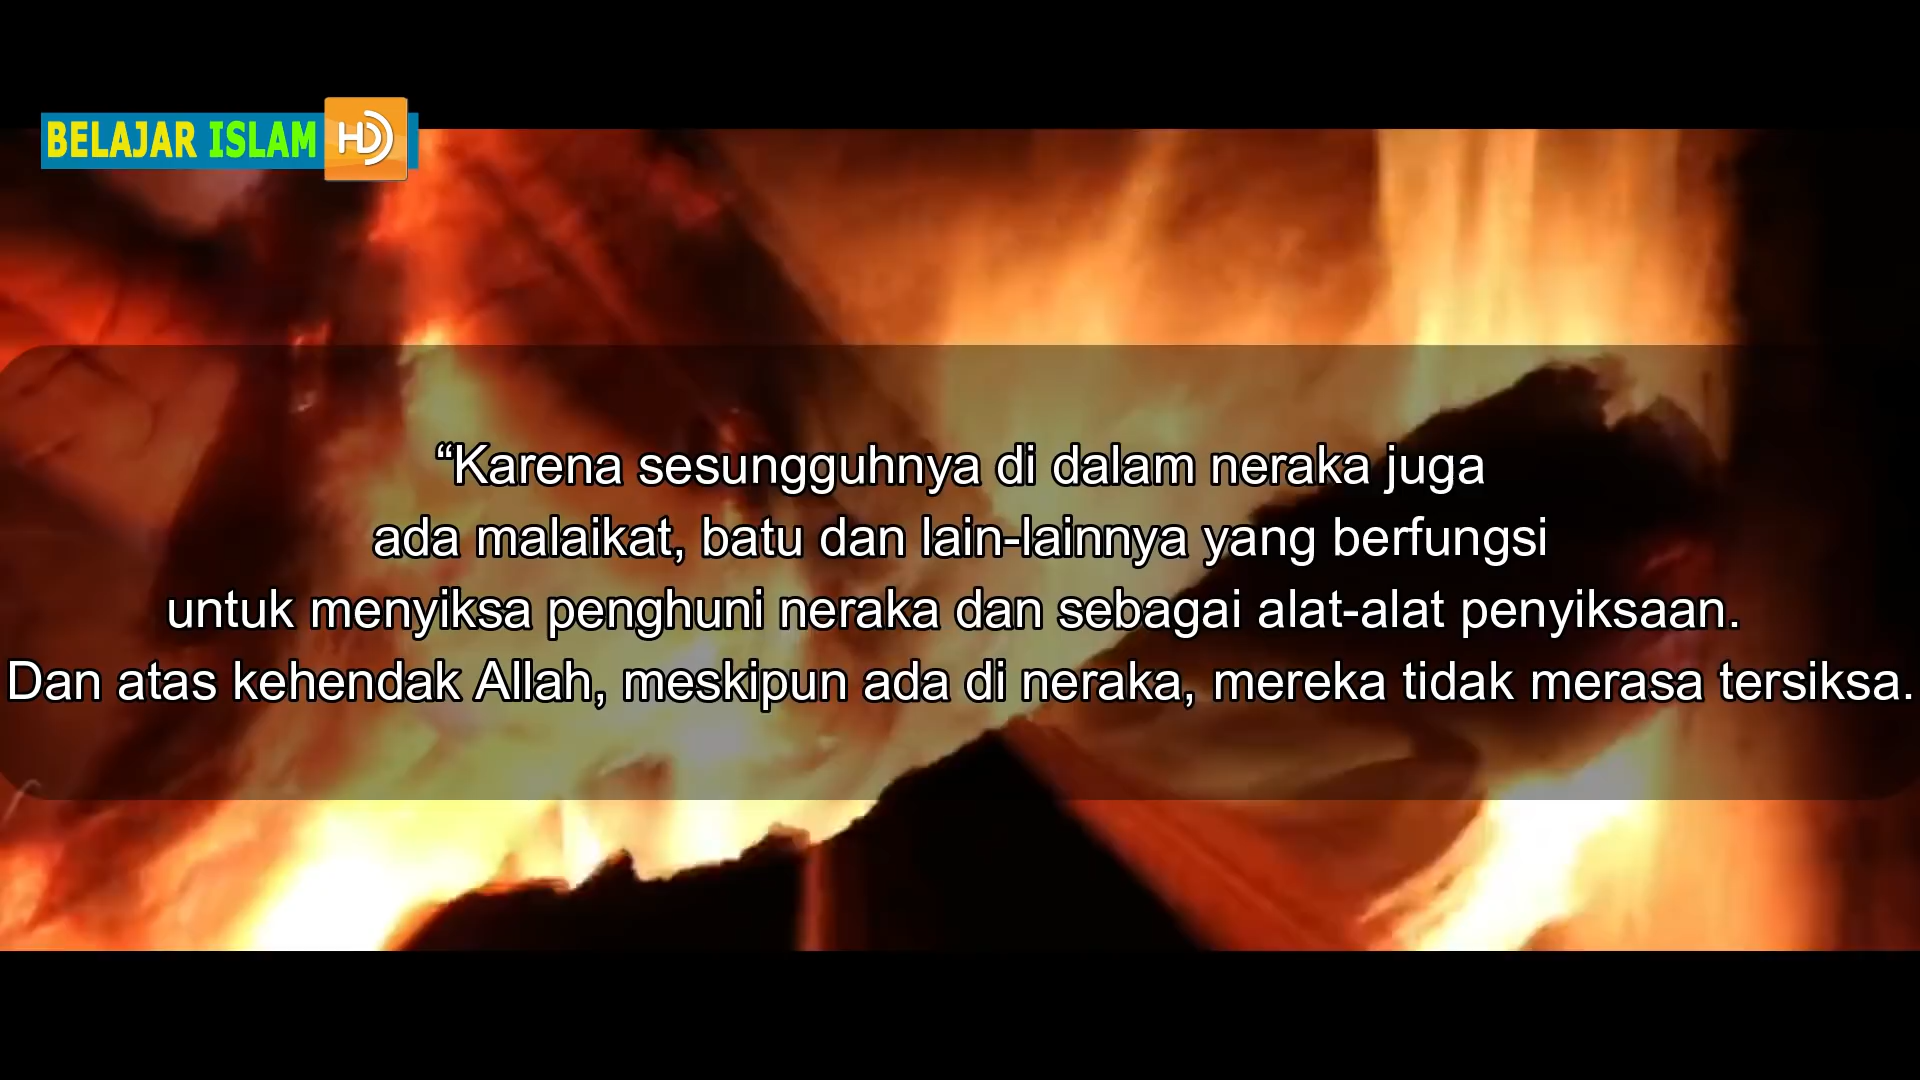 BELAJAR ISLAM HD
“Karena sesungguhnya di dalam neraka juga
ada malaikat, batu dan lain-lainnya yang berfungsi
untuk menyiksa penghuni neraka dan sebagai alat-alat penyiksaan.
Dan atas kehendak Allah, meskipun ada di neraka, mereka tidak merasa tersiksa.